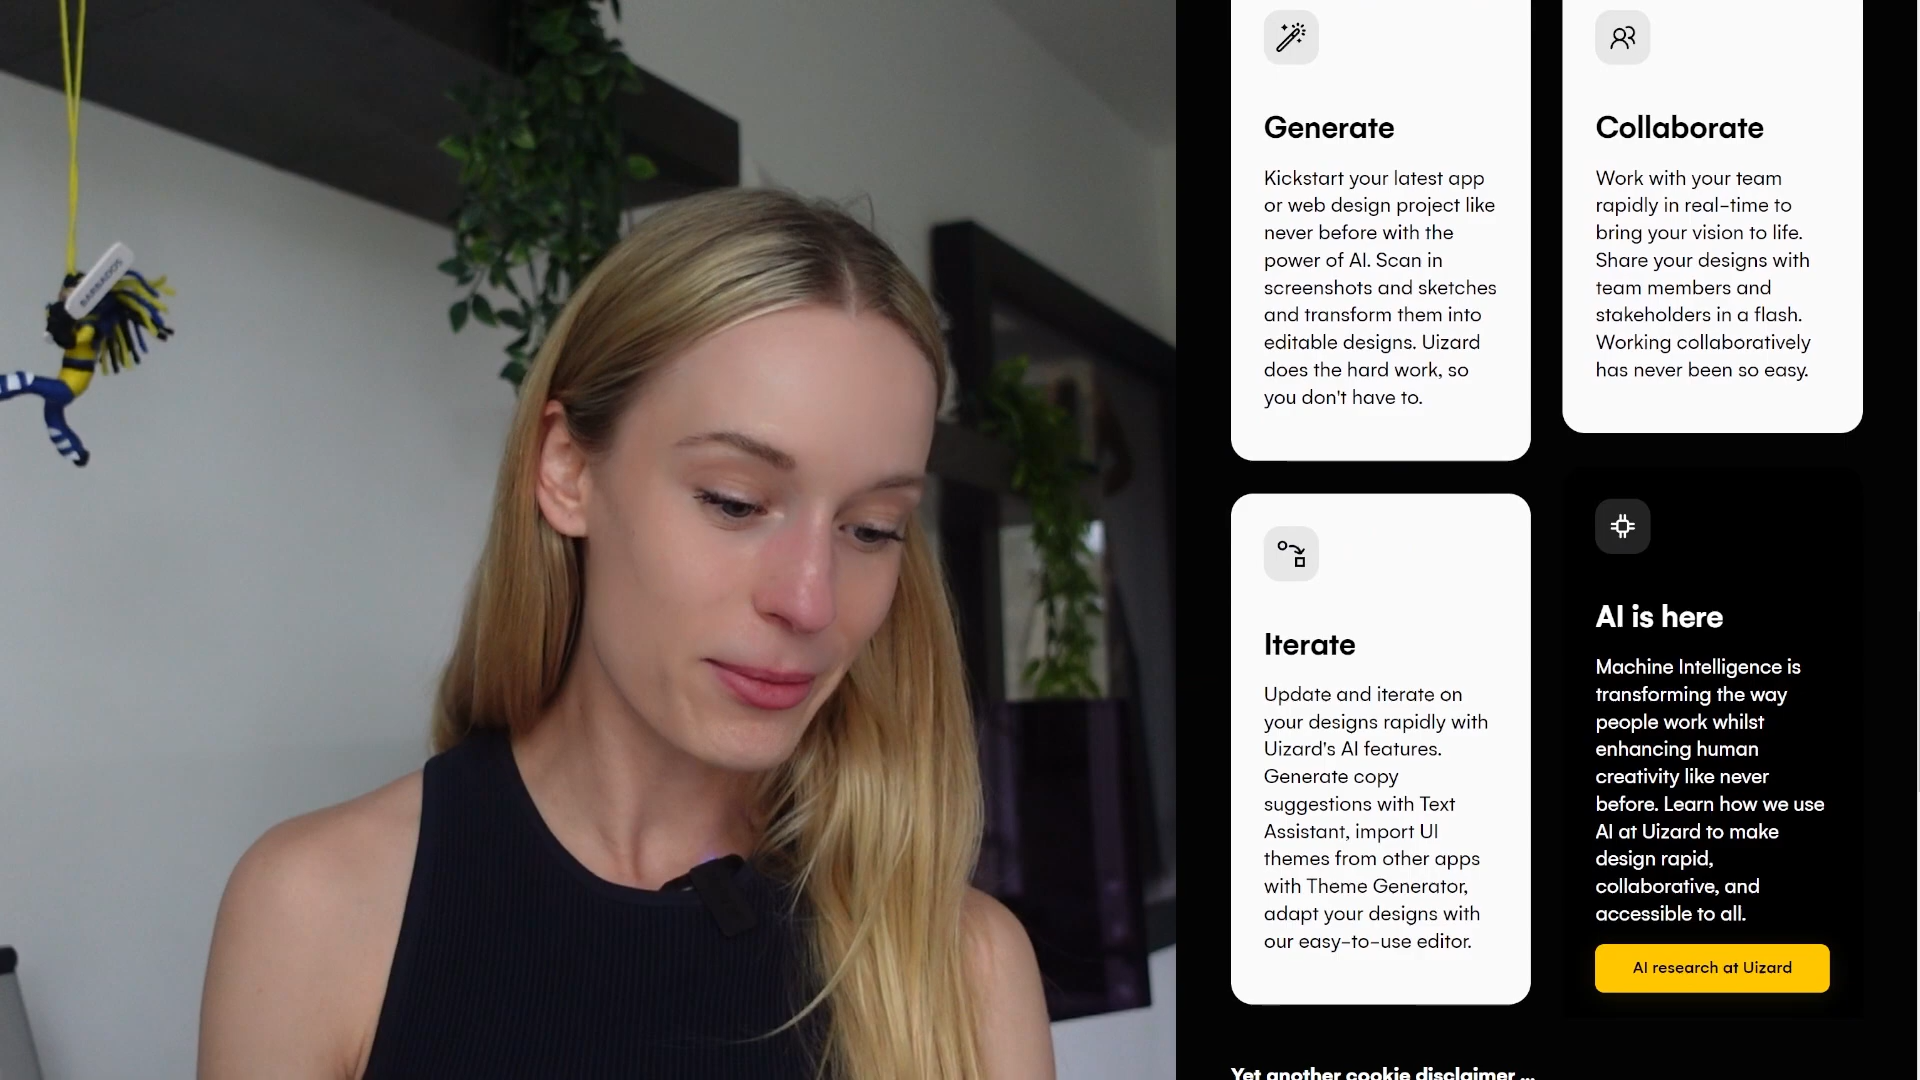 BARBADOS
Generate
Kickstart your latest app
or web design project like
never before with the
power of AI. Scan in
screenshots and sketches
and transform them into
editable designs. Uizard
does the hard work, so
you don't have to.
Collaborate
Work with your team
rapidly in real-time to
bring your vision to life.
Share your designs with
team members and
stakeholders in a flash.
Working collaboratively
has never been so easy.
Iterate
Update and iterate on
your designs rapidly with
Uizard's AI features.
Generate copy
suggestions with Text
Assistant, import UI
themes from other apps
with Theme Generator,
adapt your designs with
our easy-to-use editor.
AI is here
Machine Intelligence is
transforming the way
people work whilst
enhancing human
creativity like never
before. Learn how we use
AI at Uizard to make
design rapid,
collaborative, and
accessible to all.
AI research at Uizard
Yet another cookie disclaimer ...